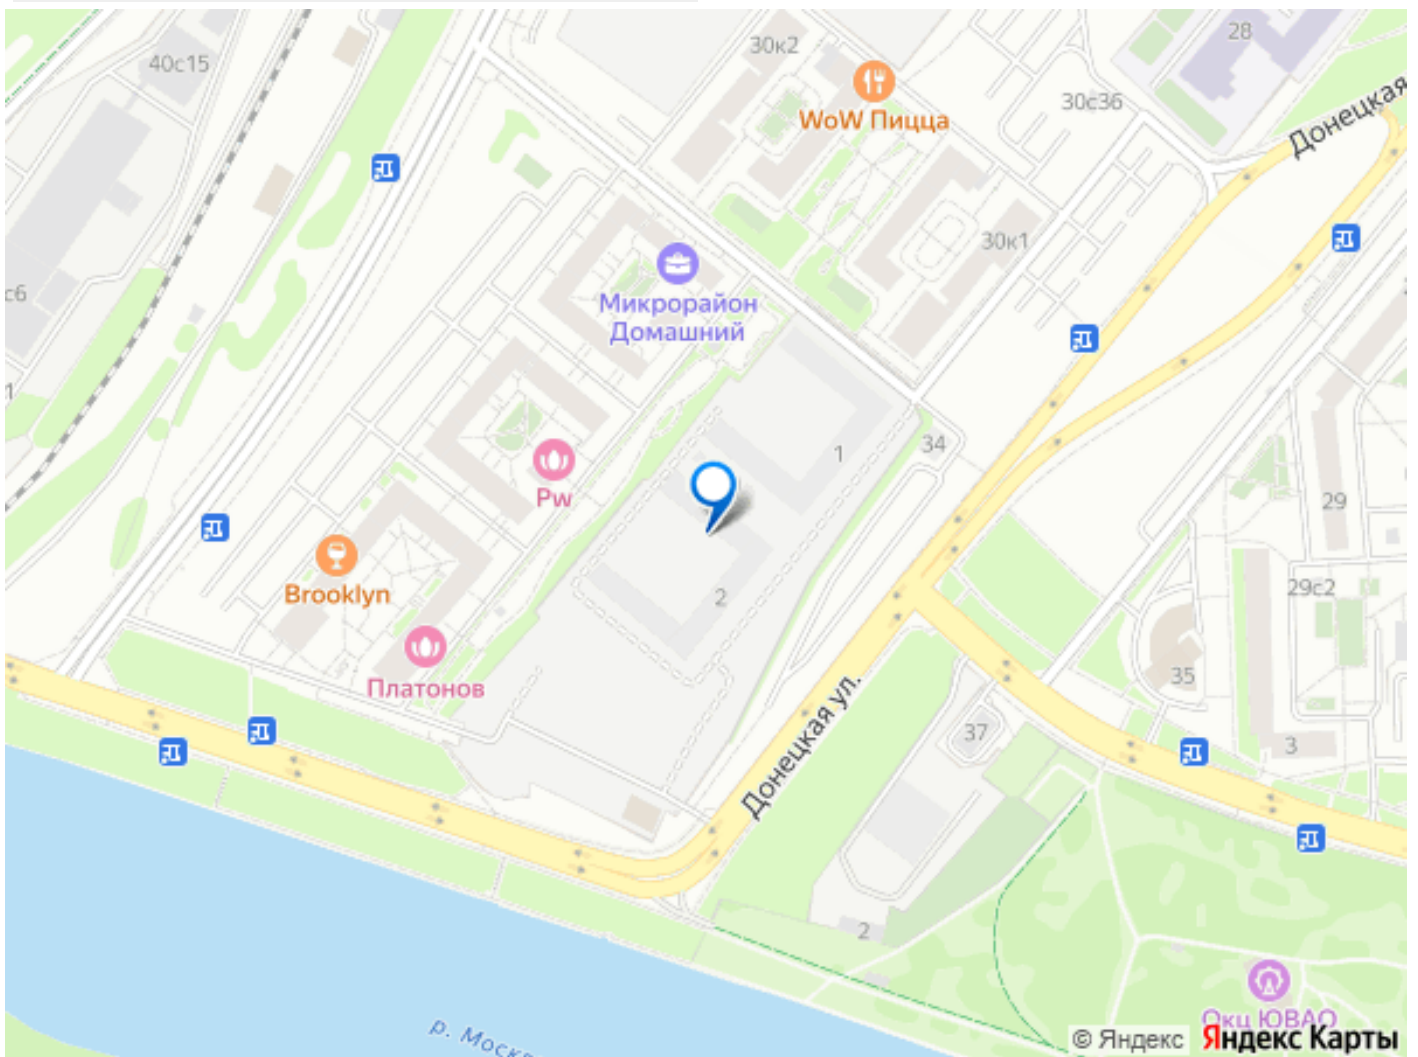 28
30к2
40с15
30с36
Донецкая
WoW Пицца
30к1
с6
Микрорайон
Домашний
1
1
34
Pw
29
Brooklyn
2
29с2
35
Платонов
Донецкая ул.
37
3
2
р. Моск
Окц ЮВАО
© Яндекс
Яндекс Карты